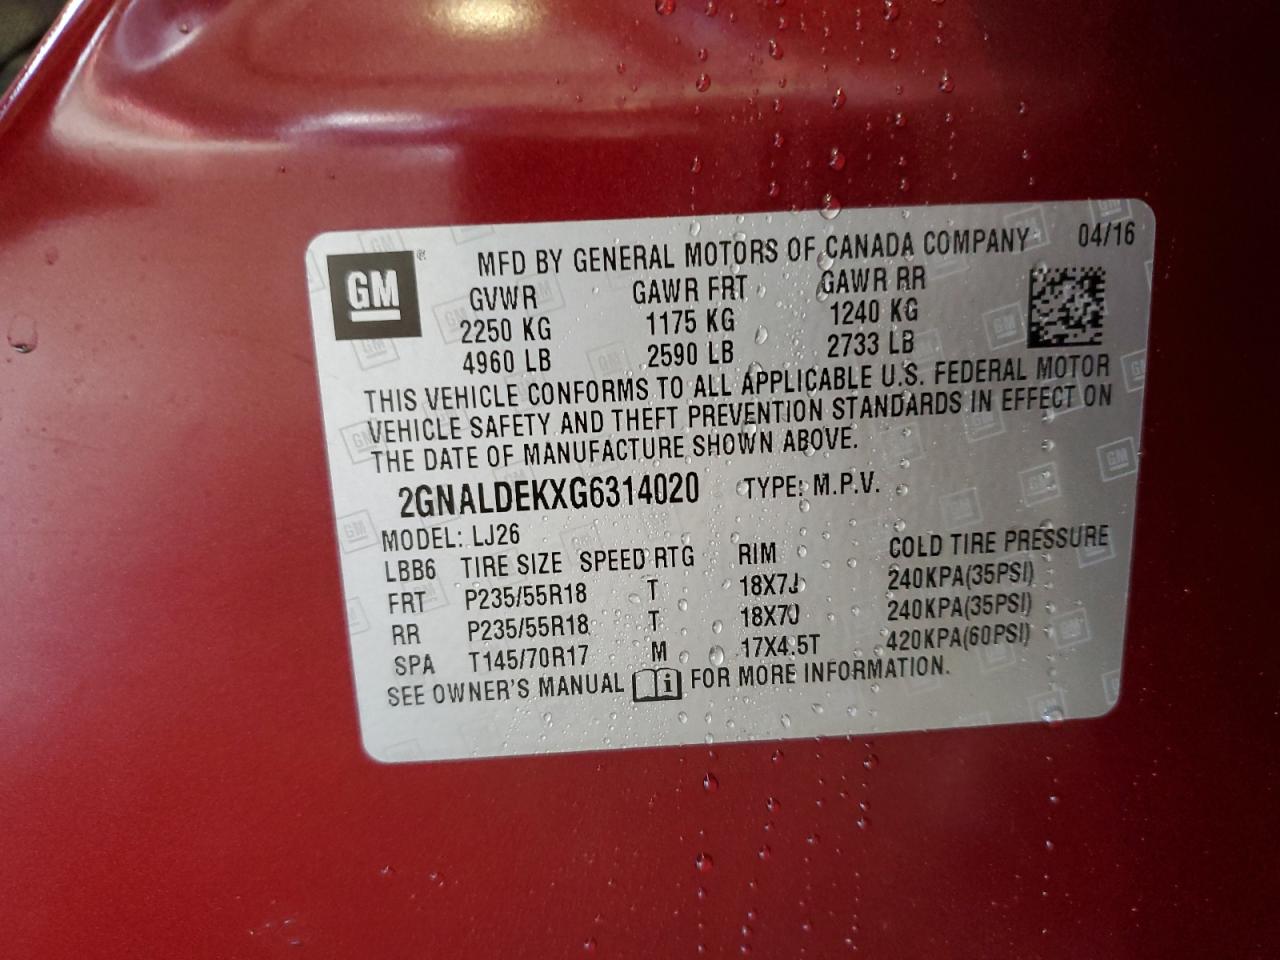 GM ®
MFD BY GENERAL MOTORS OF CANADA COMPANY 04/16
GVWR GAWR FRT GAWR RR
2250 KG 1175 KG 1240 KG
4960 LB 2590 LB 2733 LB
THIS VEHICLE CONFORMS TO ALL APPLICABLE U.S. FEDERAL MOTOR
VEHICLE SAFETY AND THEFT PREVENTION STANDARDS IN EFFECT ON
THE DATE OF MANUFACTURE SHOWN ABOVE.
2GNALDEKXG6314020 TYPE: M.P.V.
MODEL: LJ26
LBB6 TIRE SIZE SPEED RTG RIM COLD TIRE PRESSURE
FRT P235/55R18 T 18X7J 240KPA(35PSI)
RR P235/55R18 T 18X7J 240KPA(35PSI)
SPA T145/70R17 M 17X4.5T 420KPA(60PSI)
SEE OWNER'S MANUAL i FOR MORE INFORMATION.